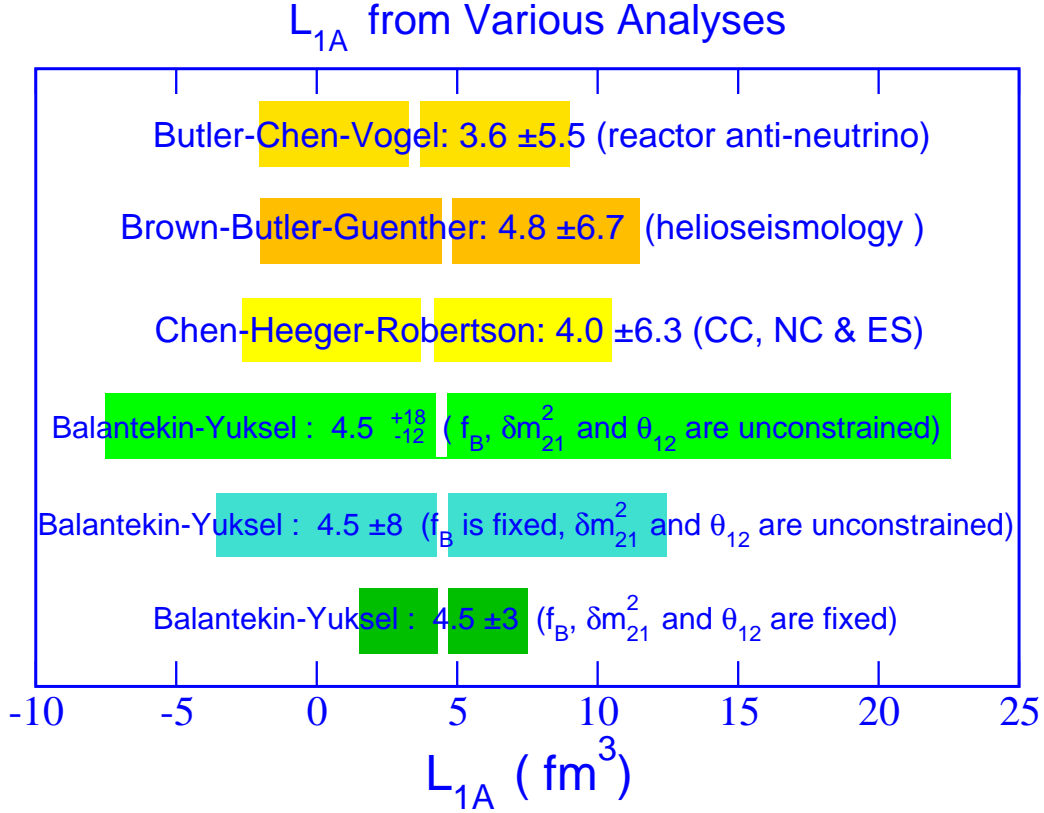 L₁A from Various Analyses
Butler-Chen-Vogel: 3.6 ±5.5 (reactor anti-neutrino)
Brown-Butler-Guenther: 4.8 ±6.7 (helioseismology )
Chen-Heeger-Robertson: 4.0 ±6.3 (CC, NC & ES)
Balantekin-Yuksel : 4.5 +18 -12 ( f_B, δm²₂₁ and θ₁₂ are unconstrained)
Balantekin-Yuksel : 4.5 ±8 (f_B is fixed, δm²₂₁ and θ₁₂ are unconstrained)
Balantekin-Yuksel : 4.5 ±3 (f_B, δm²₂₁ and θ₁₂ are fixed)
-10 -5 0 5 10 15 20 25
L₁A ( fm³)